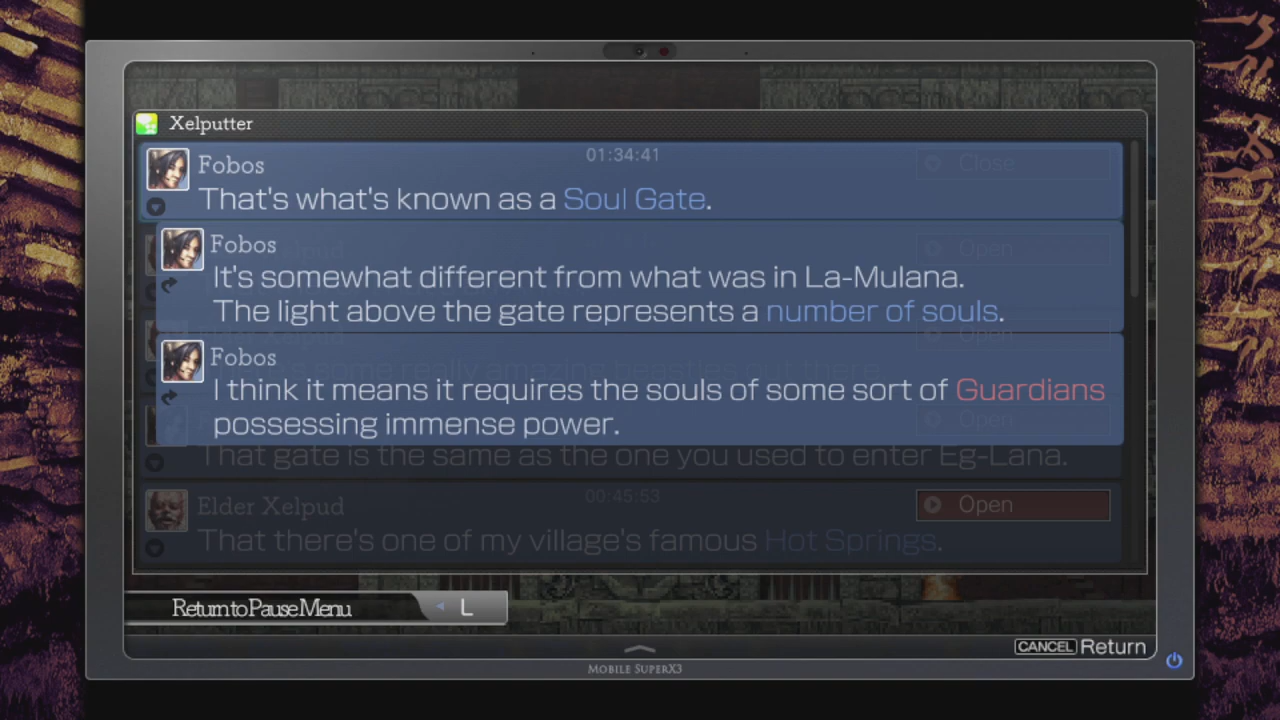 Xelputter
Fobos
01:34:41
Close
That's what's known as a Soul Gate.
Fobos
Open
It's somewhat different from what was in La-Mulana.
The light above the gate represents a number of souls.
Open
Fobos
I think it means it requires the souls of some sort of Guardians
Open
possessing immense power.
That gate is the same as the one you used to enter Eg-Lana.
Elder Xelpud
00:45:53
Open
That there's one of my village's famous Hot Springs.
Return to Pause Menu
L
CANCEL Return
MOBILE SUPERX3